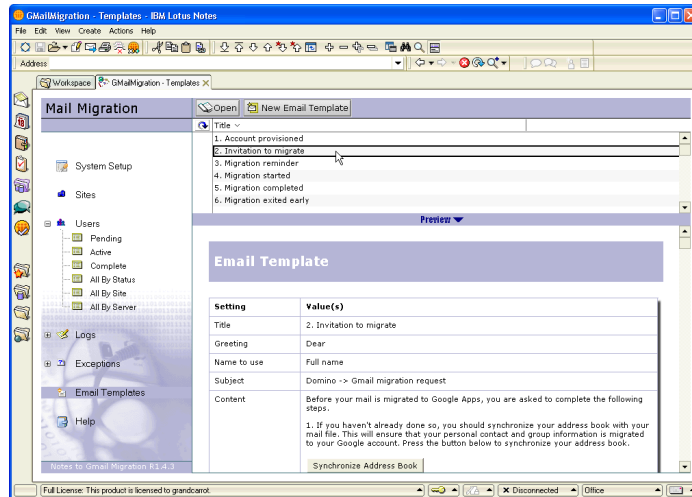 GMailMigration - Templates - IBM Lotus Notes
File Edit View Create Actions Help
Address
Workspace GMailMigration - Templates
Mail Migration
Open New Email Template
Title
1. Account provisioned
2. Invitation to migrate
3. Migration reminder
4. Migration started
5. Migration completed
6. Migration exited early
Preview
System Setup
Sites
Users
Pending
Active
Complete
All By Status
All By Site
All By Server
Logs
Exceptions
Email Templates
Help
Notes to Gmail Migration R1.4.3
Email Template
Setting Value(s)
Title 2. Invitation to migrate
Greeting Dear
Name to use Full name
Subject Domino -> Gmail migration request
Content Before your mail is migrated to Google Apps, you are asked to complete the following
steps.
1. If you haven't already done so, you should synchronize your address book with your
mail file. This will ensure that your personal contact and group information is migrated
to your Google account. Press the button below to synchronize your address book.
Synchronize Address Book
Full License: This product is licensed to grandcarrot.
Disconnected Office